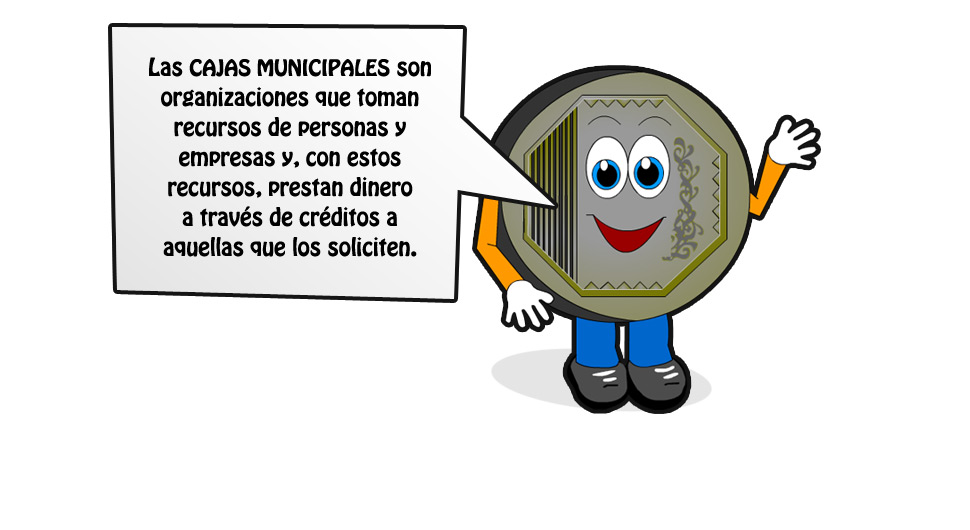 Las CAJAS MUNICIPALES son
organizaciones que toman
recursos de personas y
empresas y, con estos
recursos, prestan dinero
a través de créditos a
aquellas que los soliciten.